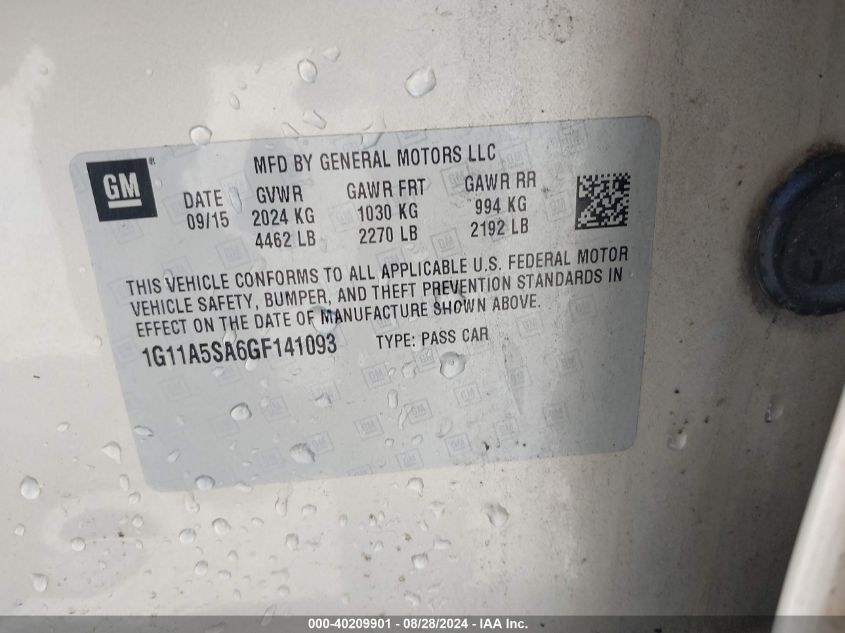 GM
MFD BY GENERAL MOTORS LLC
DATE GVWR GAWR FRT GAWR RR
09/15 2024 KG 1030 KG 994 KG
4462 LB 2270 LB 2192 LB
THIS VEHICLE CONFORMS TO ALL APPLICABLE U.S. FEDERAL MOTOR
VEHICLE SAFETY, BUMPER, AND THEFT PREVENTION STANDARDS IN
EFFECT ON THE DATE OF MANUFACTURE SHOWN ABOVE.
1G11A5SA6GF141093 TYPE: PASS CAR
000-40209901 - 08/28/2024 - IAA Inc.